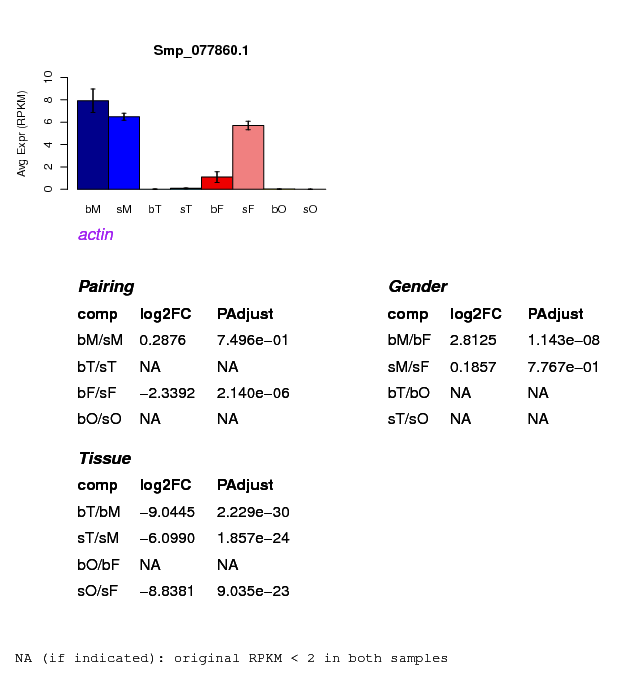 Smp_077860.1
Avg Expr (RPKM)
0 2 4 6 8 10
bM sM bT sT bF sF bO sO
actin
Pairing
comp log2FC PAdjust
bM/sM 0.2876 7.496e−01
bT/sT NA NA
bF/sF −2.3392 2.140e−06
bO/sO NA NA
Gender
comp log2FC PAdjust
bM/bF 2.8125 1.143e−08
sM/sF 0.1857 7.767e−01
bT/bO NA NA
sT/sO NA NA
Tissue
comp log2FC PAdjust
bT/bM −9.0445 2.229e−30
sT/sM −6.0990 1.857e−24
bO/bF NA NA
sO/sF −8.8381 9.035e−23
NA (if indicated): original RPKM < 2 in both samples